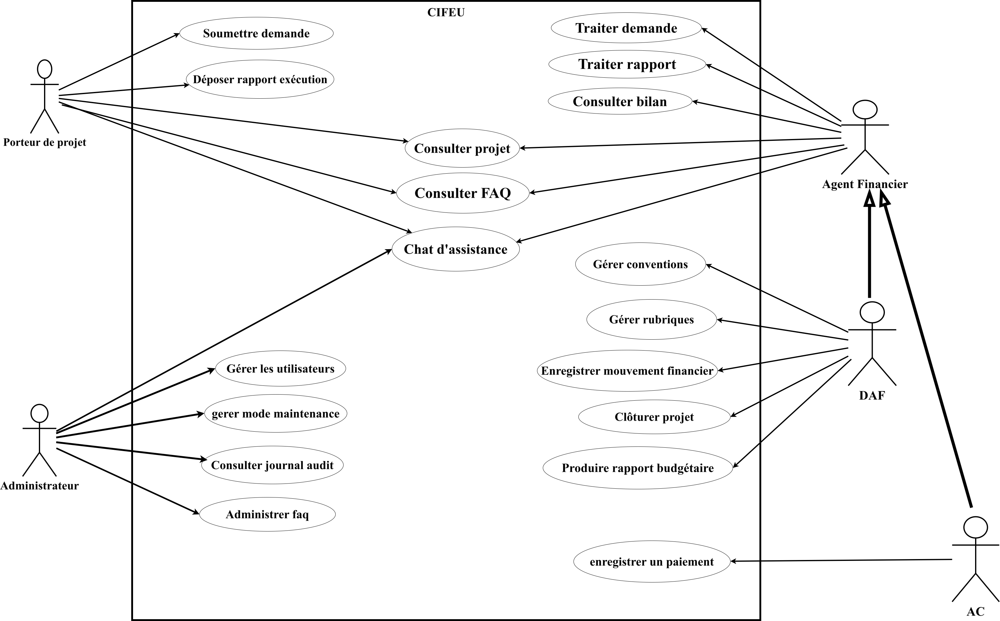 CIFEU
Soumettre demande
Traiter demande
Déposer rapport exécution
Traiter rapport
Consulter bilan
Porteur de projet
Consulter projet
Agent Financier
Consulter FAQ
Chat d'assistance
Gérer conventions
Gérer rubriques
Gérer les utilisateurs
Enregistrer mouvement financier
DAF
gerer mode maintenance
Clôturer projet
Consulter journal audit
Produire rapport budgétaire
Administrateur
Administrer faq
enregistrer un paiement
AC